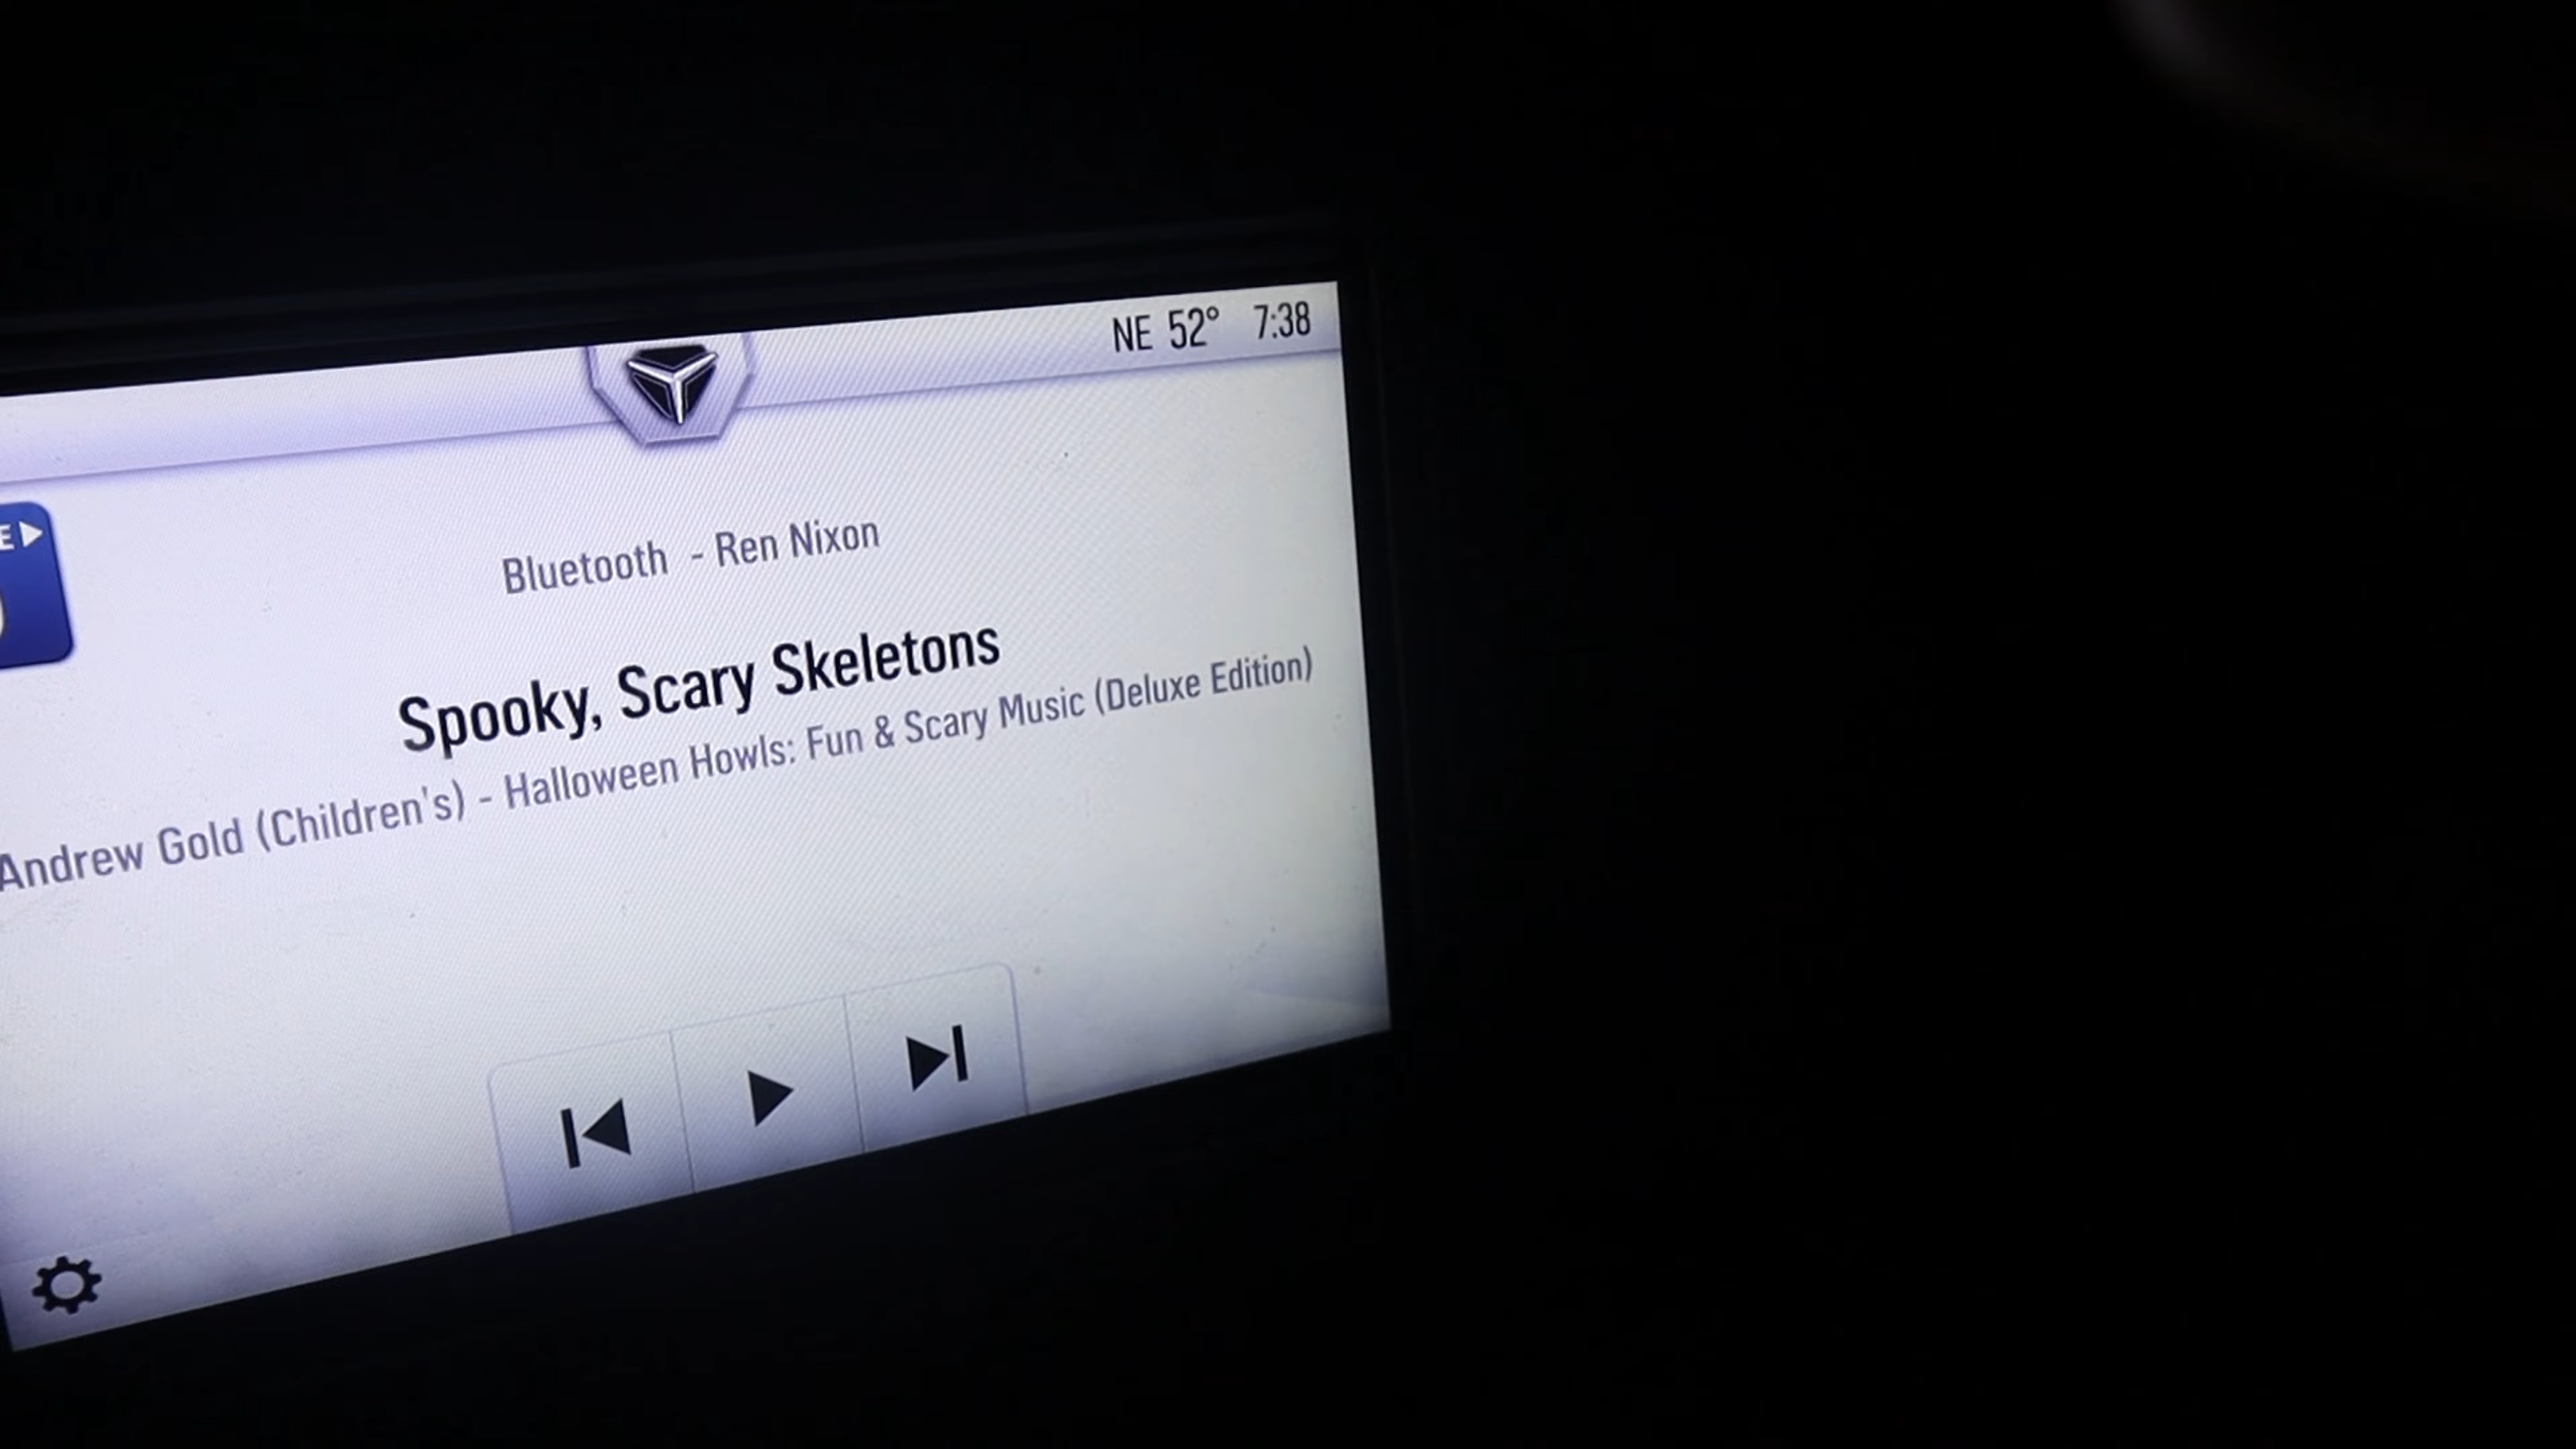 NE 52° 7:38
E
Bluetooth - Ren Nixon
Spooky, Scary Skeletons
Andrew Gold (Children's) - Halloween Howls: Fun & Scary Music (Deluxe Edition)